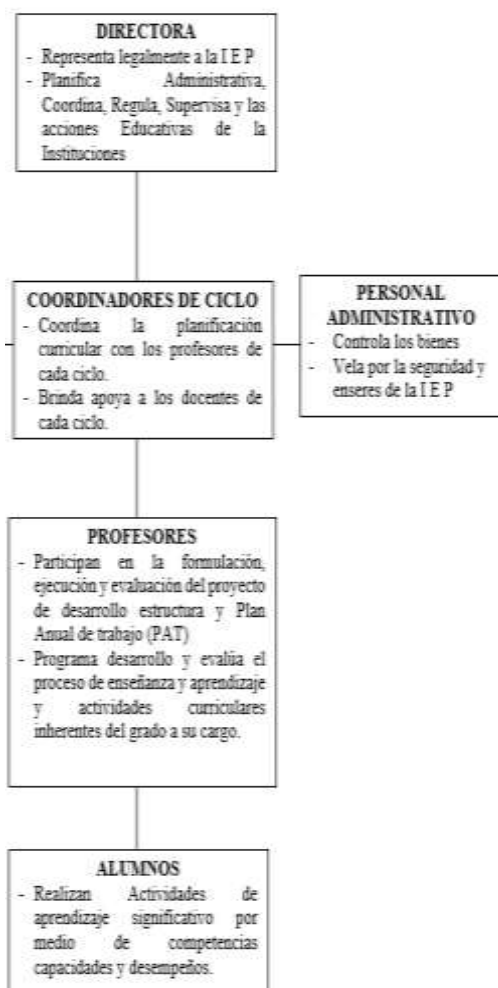 DIRECTORA
- Representa legalmente a la I E P
- Planifica Administrativa,
Coordina, Regula, Supervisa y las
acciones Educativas de la
Instituciones
COORDINADORES DE CICLO
- Coordina la planificación
curricular con los profesores de
cada ciclo.
- Brinda apoya a los docentes de
cada ciclo.
PERSONAL
ADMINISTRATIVO
- Controla los bienes
- Vela por la seguridad y
enseres de la I E P
PROFESORES
- Participan en la formulación,
ejecución y evaluación del proyecto
de desarrollo estructura y Plan
Anual de trabajo (PAT)
- Programa desarrollo y evalúa el
proceso de enseñanza y aprendizaje
y actividades curriculares
inherentes del grado a su cargo.
ALUMNOS
- Realizan Actividades de
aprendizaje significativo por
medio de competencias
capacidades y desempeños.